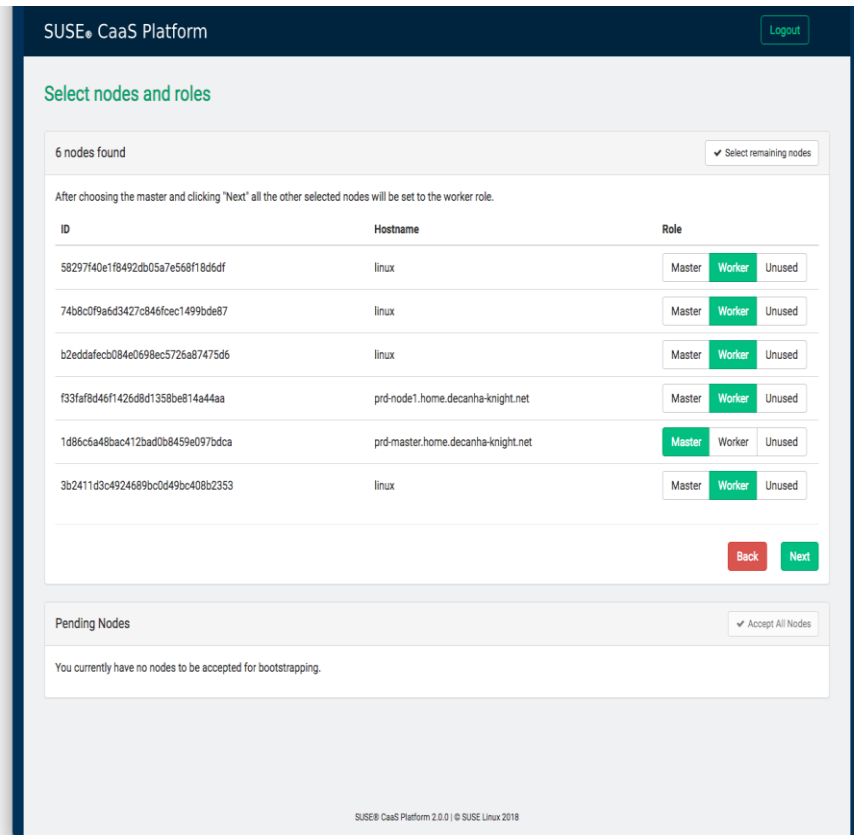 SUSE® CaaS Platform Logout
Select nodes and roles
6 nodes found ✔ Select remaining nodes
After choosing the master and clicking "Next" all the other selected nodes will be set to the worker role.
ID Hostname Role
58297f40e1f8492db05a7e568f18d6df linux Master Worker Unused
74b8c0f9a6d3427c846fcec1499bde87 linux Master Worker Unused
b2eddafecb084e0698ec5726a87475d6 linux Master Worker Unused
f33faf8d46f1426d8d1358be814a44aa prd-node1.home.decanha-knight.net Master Worker Unused
1d86c6a48bac412bad0b8459e097bdca prd-master.home.decanha-knight.net Master Worker Unused
3b2411d3c4924689bc0d49bc408b2353 linux Master Worker Unused
Back Next
Pending Nodes ✔ Accept All Nodes
You currently have no nodes to be accepted for bootstrapping.
SUSE® CaaS Platform 2.0.0 | © SUSE Linux 2018